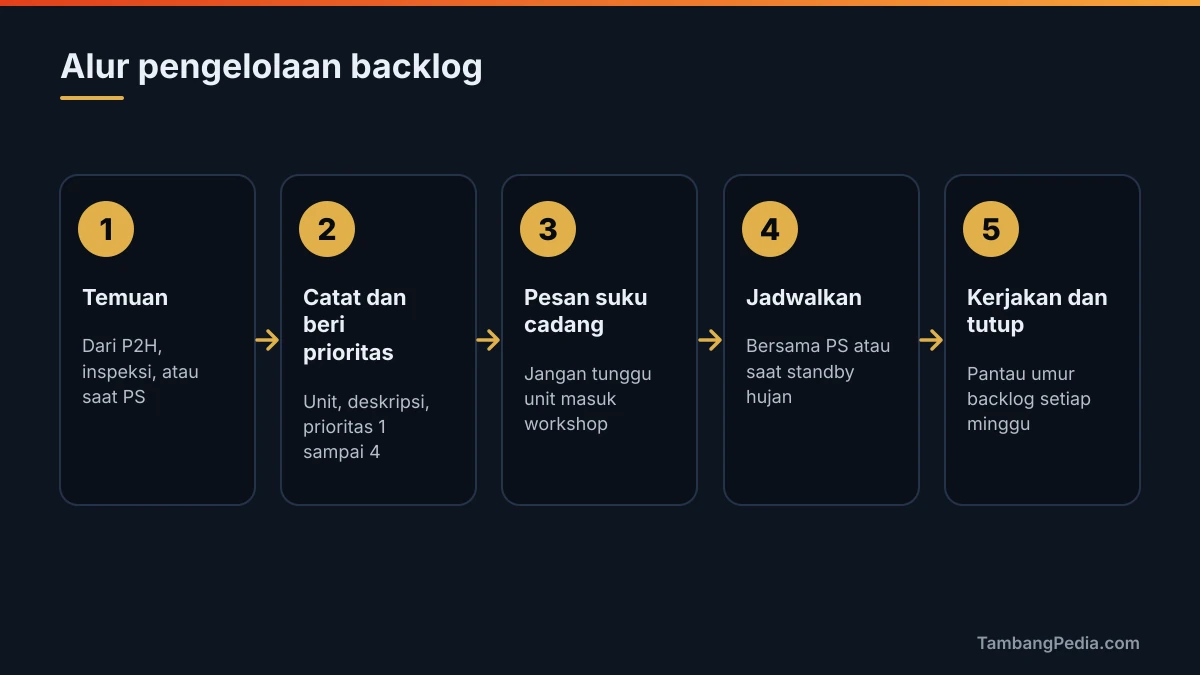 Alur pengelolaan backlog
1
Temuan
Dari P2H,
inspeksi, atau
saat PS
2
Catat dan
beri
prioritas
Unit, deskripsi,
prioritas 1
sampai 4
3
Pesan suku
cadang
Jangan tunggu
unit masuk
workshop
4
Jadwalkan
Bersama PS atau
saat standby
hujan
5
Kerjakan dan
tutup
Pantau umur
backlog setiap
minggu
TambangPedia.com